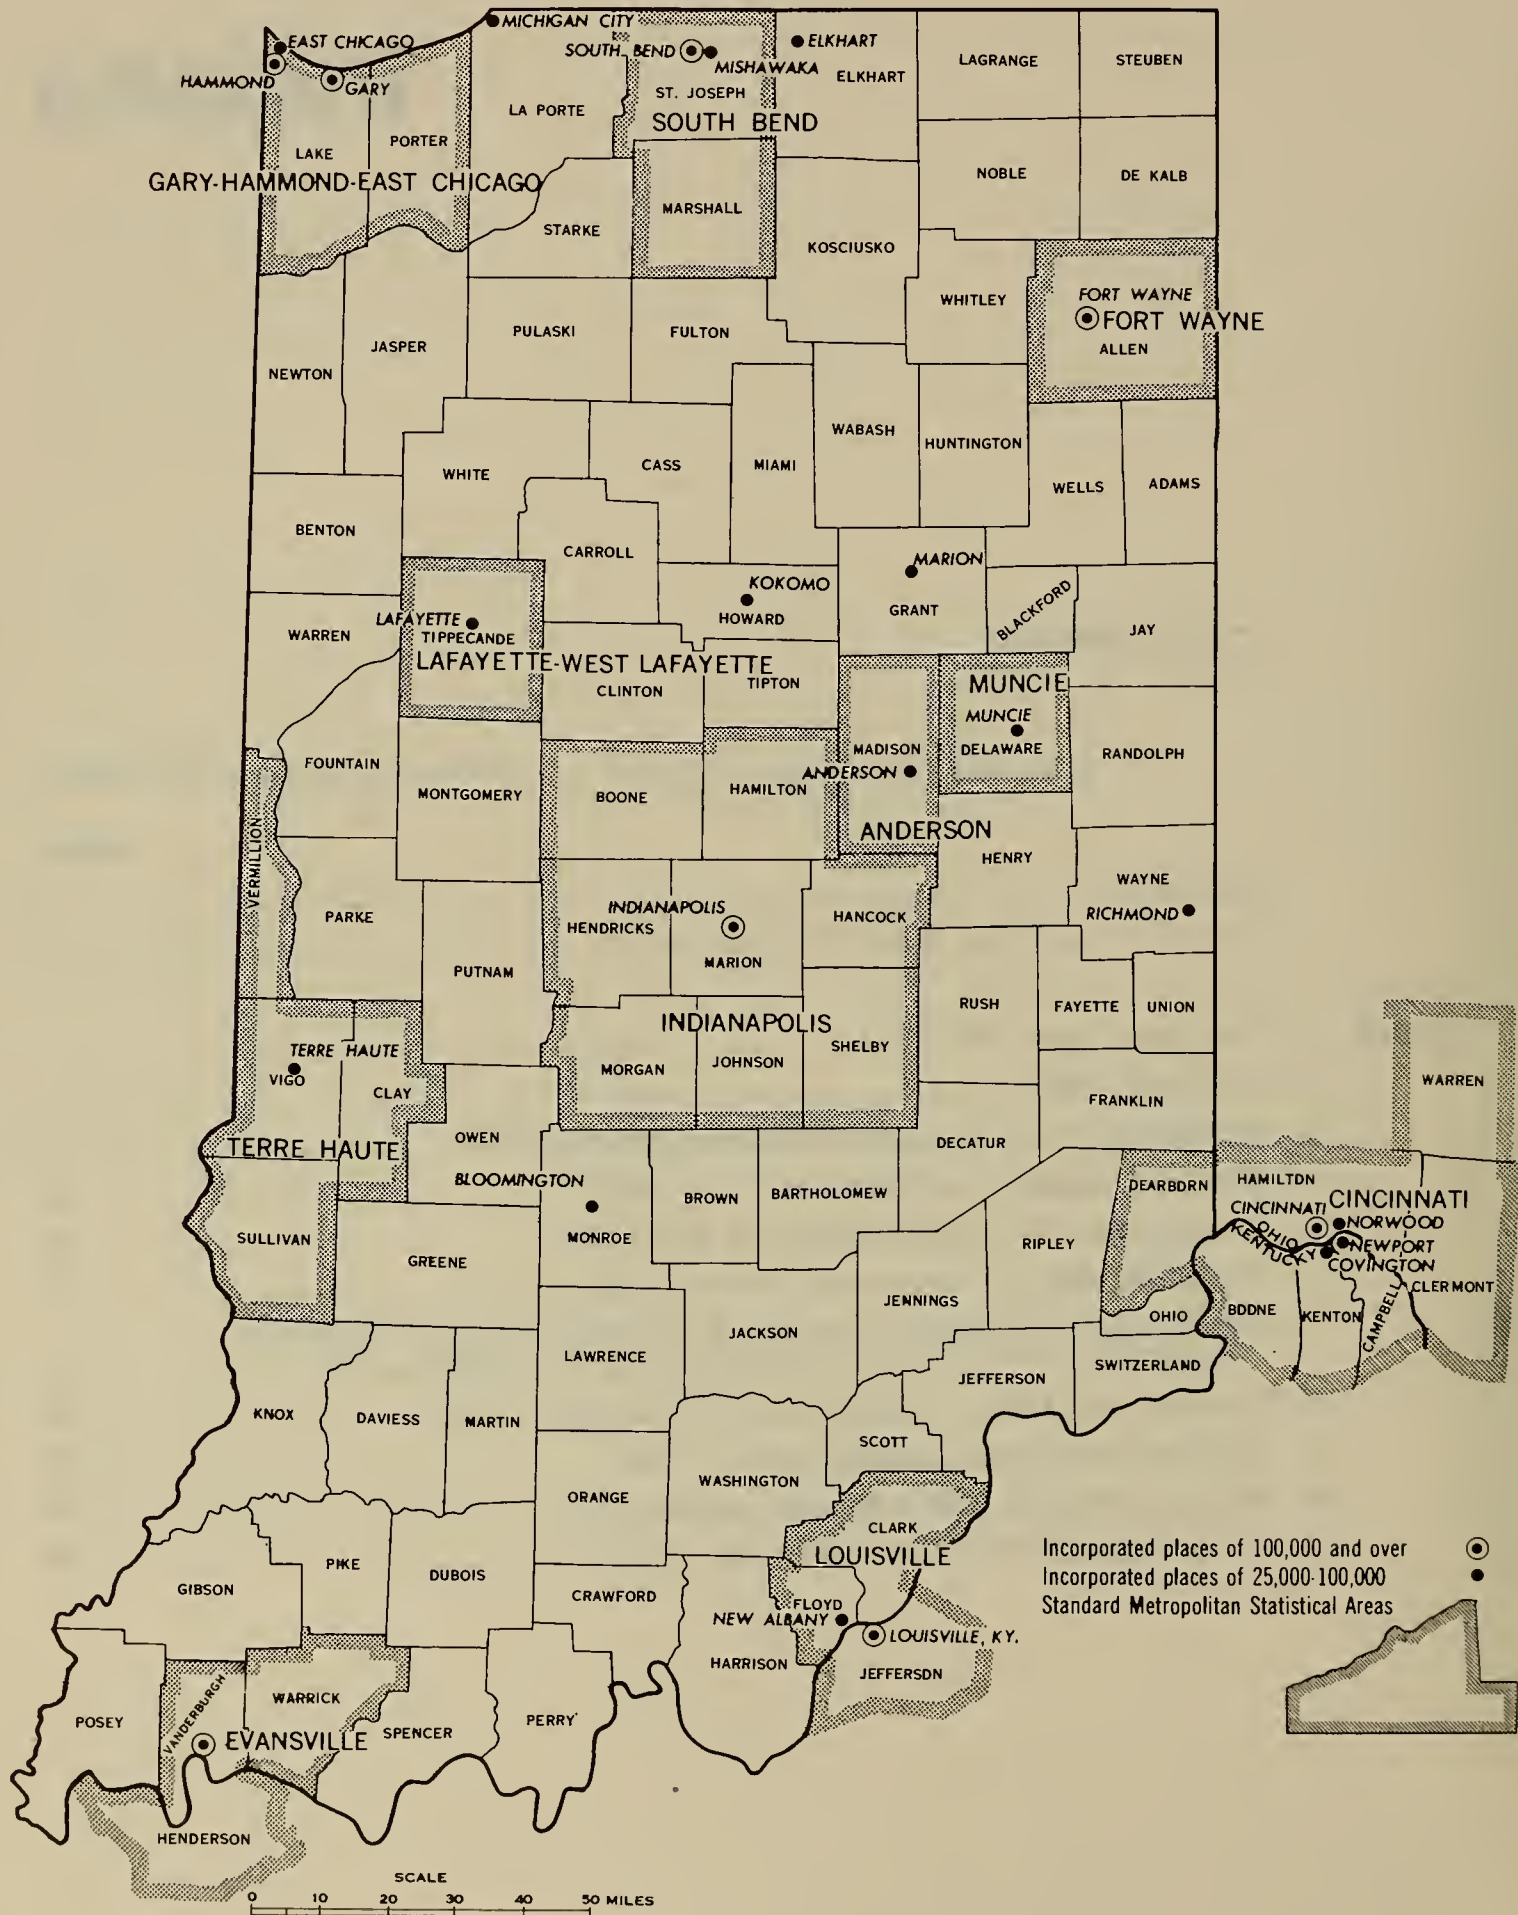 MICHIGAN CITY
EAST CHICAGO
SOUTH BEND
ELKHART
MISHAWAKA
HAMMOND
GARY
ELKHART
LAGRANGE
STEUBEN
ST. JOSEPH
LA PORTE
SOUTH BEND
LAKE
PORTER
GARY-HAMMOND-EAST CHICAGO
NOBLE
DE KALB
MARSHALL
STARKE
KOSCIUSKO
WHITLEY
FORT WAYNE
FORT WAYNE
ALLEN
PULASKI
FULTON
JASPER
NEWTON
WABASH
HUNTINGTON
WHITE
CASS
MIAMI
WELLS
ADAMS
BENTON
CARROLL
MARION
KOKOMO
GRANT
HOWARD
BLACKFORD
JAY
LAFAYETTE
WARREN
TIPPECANDE
LAFAYETTE-WEST LAFAYETTE
CLINTON
TIPTON
MUNCIE
MUNCIE
MADISON
DELAWARE
RANDOLPH
ANDERSON
FOUNTAIN
MONTGOMERY
BOONE
HAMILTON
ANDERSON
HENRY
VERMILLION
WAYNE
RICHMOND
PARKE
INDIANAPOLIS
HENDRICKS
HANCOCK
MARION
PUTNAM
RUSH
FAYETTE
UNION
INDIANAPOLIS
TERRE HAUTE
VIGO
CLAY
MORGAN
JOHNSON
SHELBY
WARREN
FRANKLIN
OWEN
DECATUR
TERRE HAUTE
BLOOMINGTON
BROWN
BARTHOLOMEW
DEARBDRN
HAMILTDN
CINCINNATI
CINCINNATI
NORWOOD
OHIO
KENTUCKY
NEWPORT
COVINGTON
SULLIVAN
MONROE
GREENE
RIPLEY
CLERMONT
JENNINGS
OHIO
BDDNE
KENTON
CAMPBELL
JACKSON
LAWRENCE
SWITZERLAND
JEFFERSON
KNOX
DAVIESS
MARTIN
SCOTT
WASHINGTON
ORANGE
CLARK
LOUISVILLE
PIKE
DUBOIS
GIBSON
CRAWFORD
FLOYD
NEW ALBANY
LOUISVILLE, KY.
HARRISON
JEFFERSDN
Incorporated places of 100,000 and over
Incorporated places of 25,000-100,000
Standard Metropolitan Statistical Areas
POSEY
VANDERBURGH
WARRICK
EVANSVILLE
SPENCER
PERRY
HENDERSON
SCALE
0 10 20 30 40 50 MILES